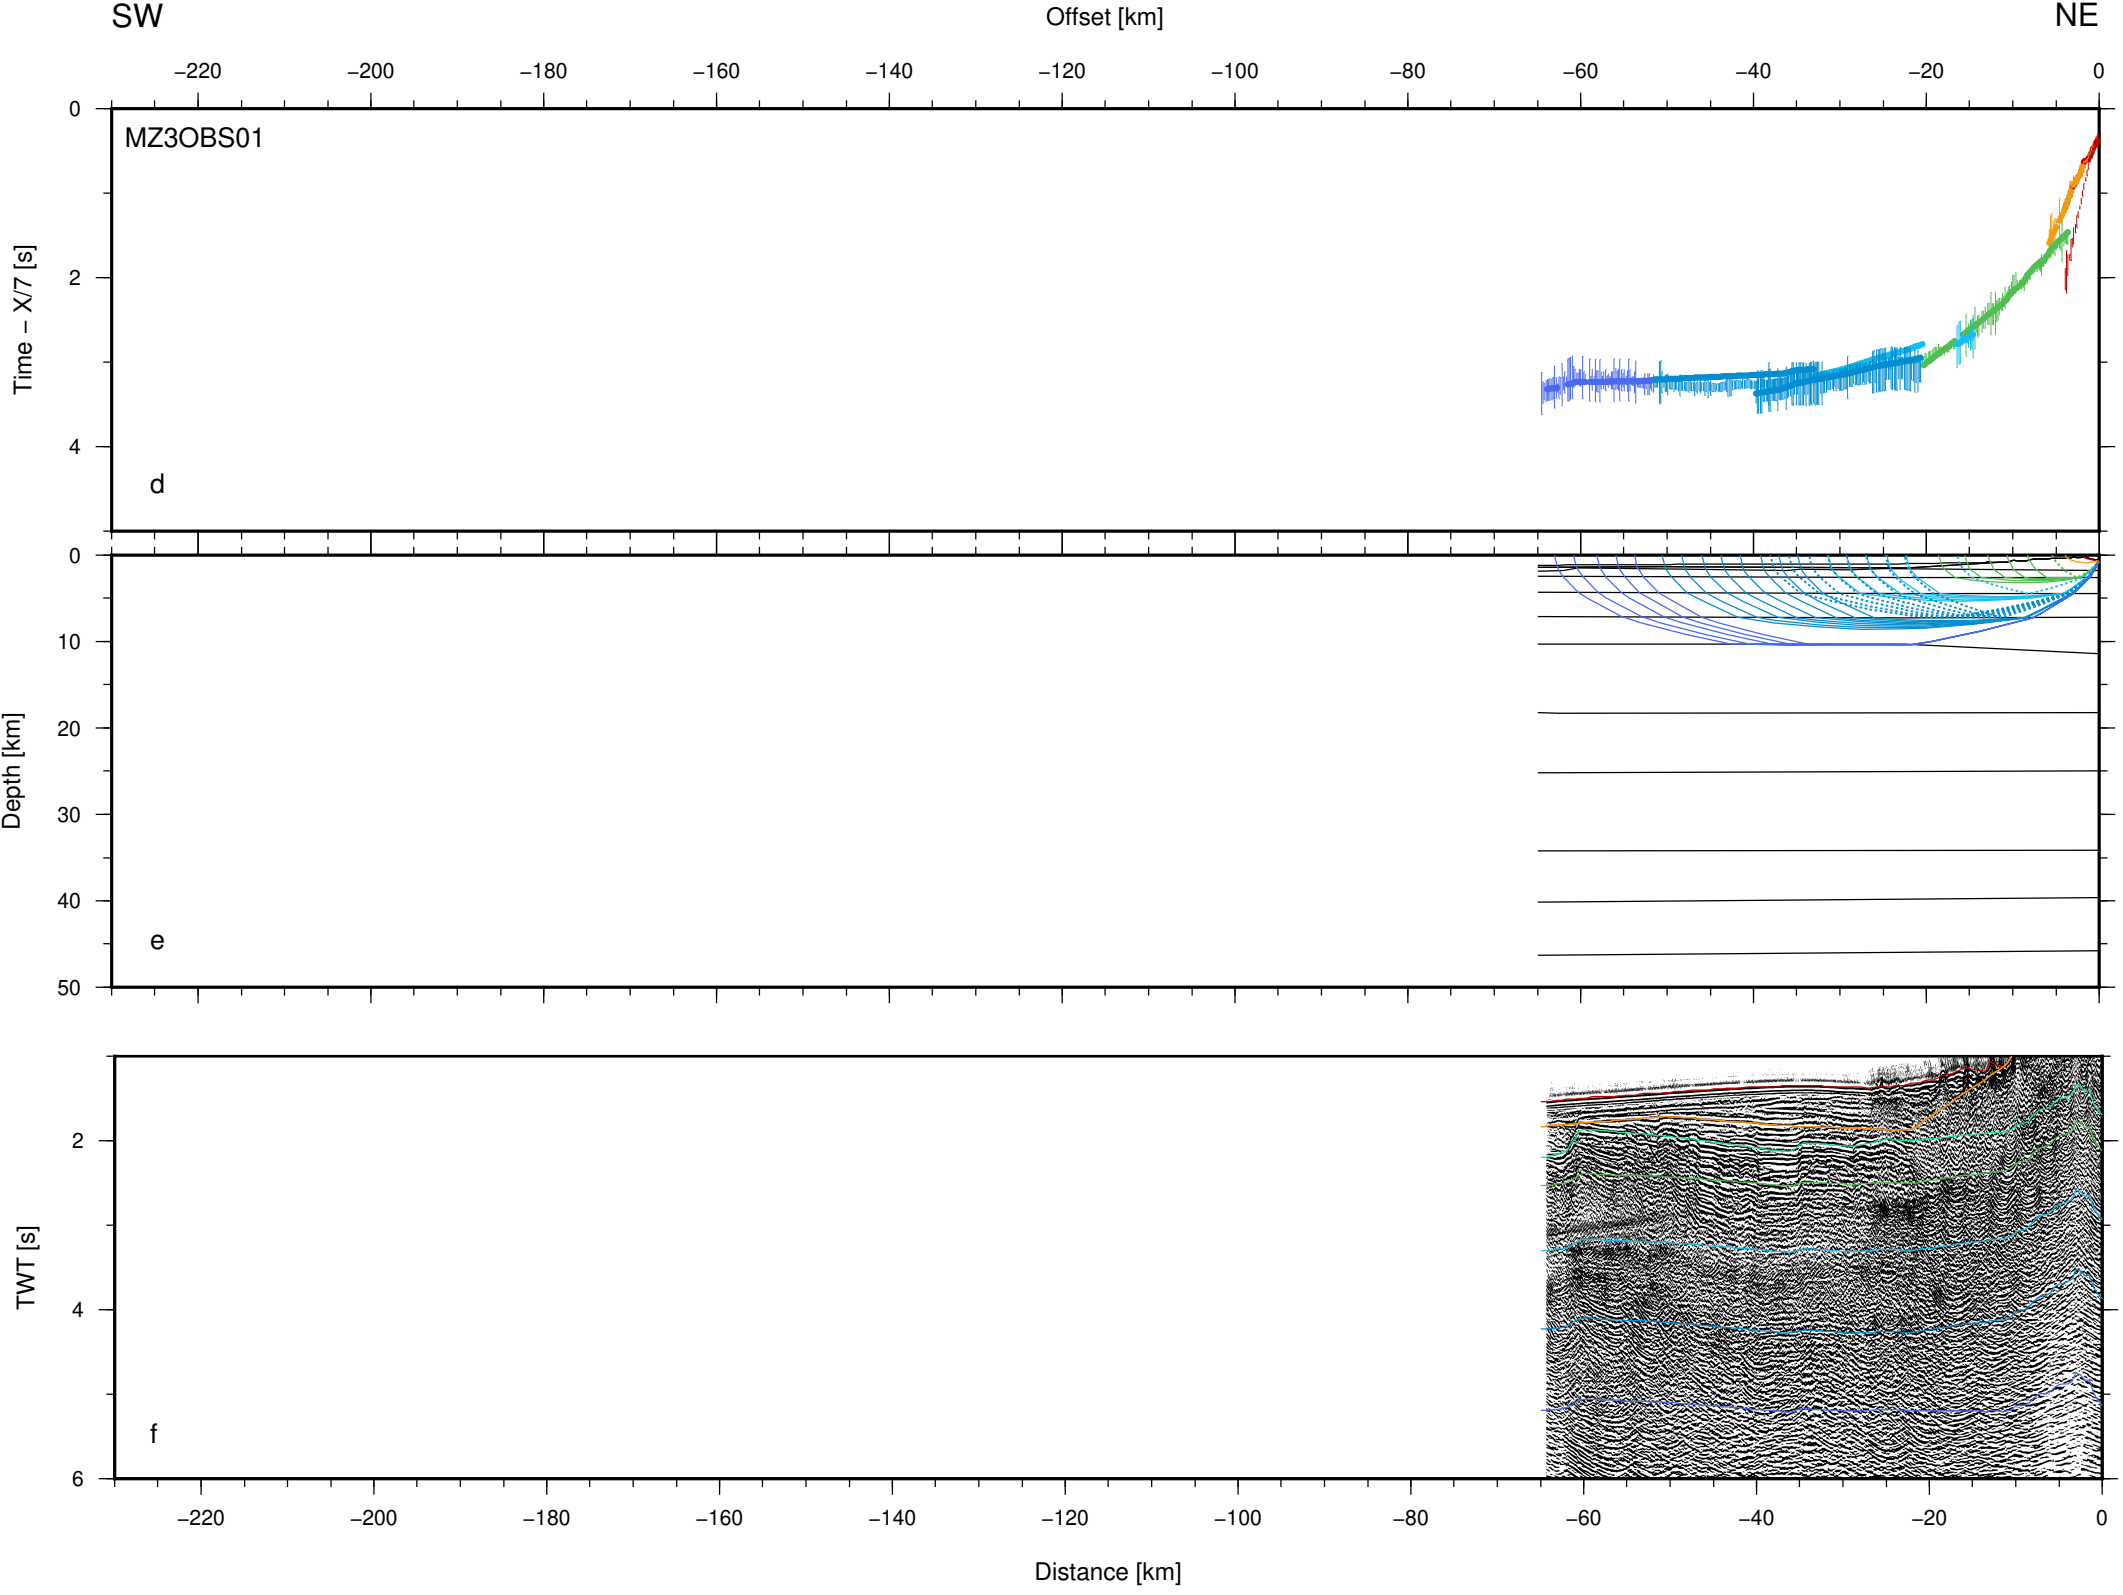 SW Offset [km] NE
−220 −200 −180 −160 −140 −120 −100 −80 −60 −40 −20 0
0
MZ3OBS01
2
Time − X/7 [s]
4
d
0
10
20
Depth [km]
30
40
e
50
2
TWT [s]
4
f
6
−220 −200 −180 −160 −140 −120 −100 −80 −60 −40 −20 0
Distance [km]